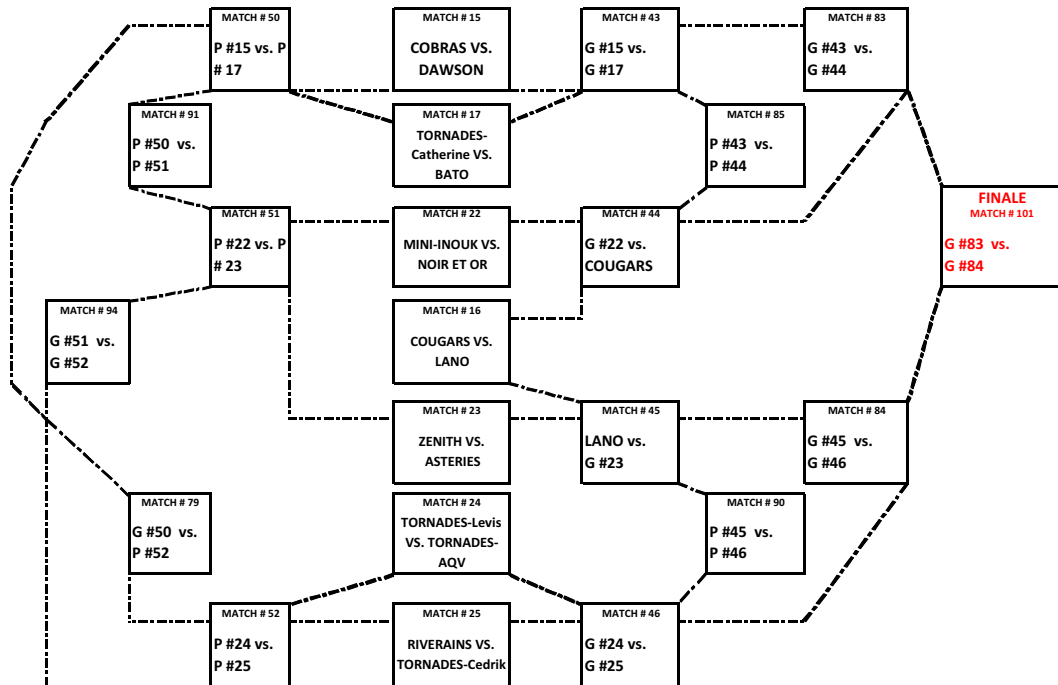 MATCH # 50
P #15 vs. P
# 17
MATCH # 15
COBRAS VS.
DAWSON
MATCH # 43
G #15 vs.
G #17
MATCH # 83
G #43 vs.
G #44
MATCH # 91
P #50 vs.
P #51
MATCH # 17
TORNADES-
Catherine VS.
BATO
MATCH # 85
P #43 vs.
P #44
MATCH # 51
P #22 vs. P
# 23
MATCH # 22
MINI-INOUK VS.
NOIR ET OR
MATCH # 44
G #22 vs.
COUGARS
FINALE
MATCH # 101
G #83 vs.
G #84
MATCH # 94
G #51 vs.
G #52
MATCH # 16
COUGARS VS.
LANO
MATCH # 23
ZENITH VS.
ASTERIES
MATCH # 45
LANO vs.
G #23
MATCH # 84
G #45 vs.
G #46
MATCH # 79
G #50 vs.
P #52
MATCH # 24
TORNADES-Levis
VS. TORNADES-
AQV
MATCH # 90
P #45 vs.
P #46
MATCH # 52
P #24 vs.
P #25
MATCH # 25
RIVERAINS VS.
TORNADES-Cedrik
MATCH # 46
G #24 vs.
G #25